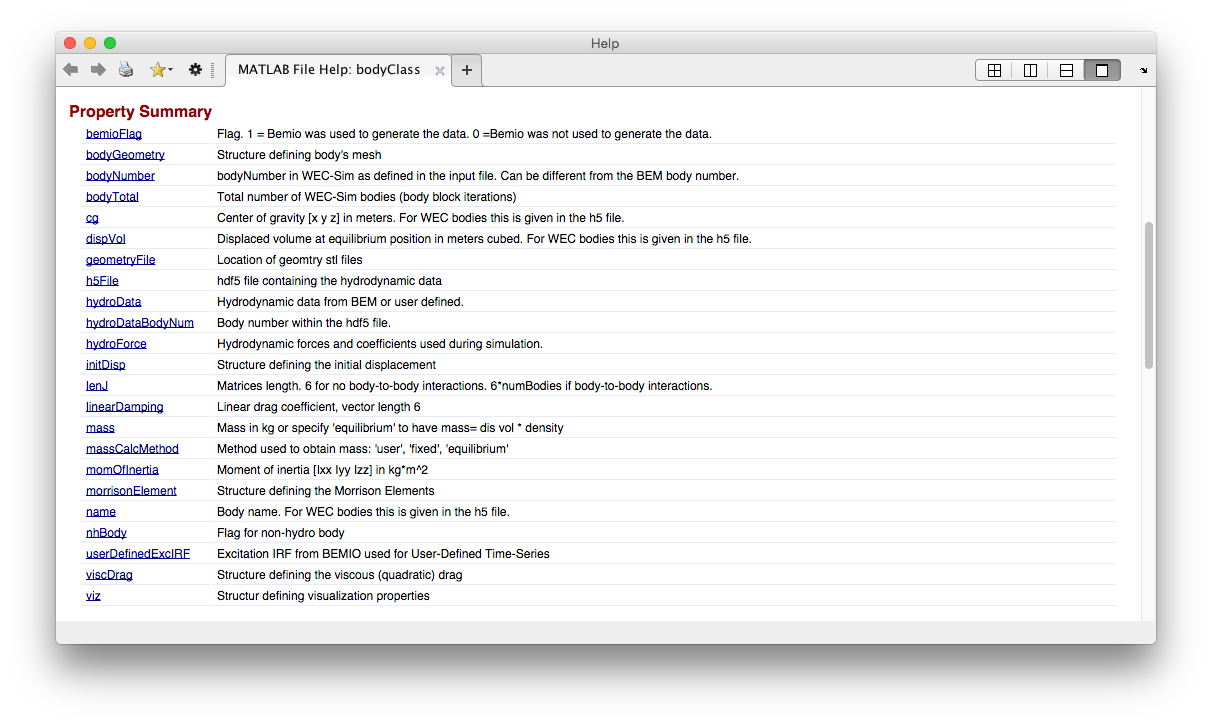 Help
MATLAB File Help: bodyClass
Property Summary
bemioFlag Flag. 1 = Bemio was used to generate the data. 0 =Bemio was not used to generate the data.
bodyGeometry Structure defining body's mesh
bodyNumber bodyNumber in WEC-Sim as defined in the input file. Can be different from the BEM body number.
bodyTotal Total number of WEC-Sim bodies (body block iterations)
cg Center of gravity [x y z] in meters. For WEC bodies this is given in the h5 file.
dispVol Displaced volume at equilibrium position in meters cubed. For WEC bodies this is given in the h5 file.
geometryFile Location of geomtry stl files
h5File hdf5 file containing the hydrodynamic data
hydroData Hydrodynamic data from BEM or user defined.
hydroDataBodyNum Body number within the hdf5 file.
hydroForce Hydrodynamic forces and coefficients used during simulation.
initDisp Structure defining the initial displacement
lenJ Matrices length. 6 for no body-to-body interactions. 6*numBodies if body-to-body interactions.
linearDamping Linear drag coefficient, vector length 6
mass Mass in kg or specify 'equilibrium' to have mass= dis vol * density
massCalcMethod Method used to obtain mass: 'user', 'fixed', 'equilibrium'
momOfInertia Moment of inertia [Ixx Iyy Izz] in kg*m^2
morrisonElement Structure defining the Morrison Elements
name Body name. For WEC bodies this is given in the h5 file.
nhBody Flag for non-hydro body
userDefinedExcIRF Excitation IRF from BEMIO used for User-Defined Time-Series
viscDrag Structure defining the viscous (quadratic) drag
viz Structur defining visualization properties